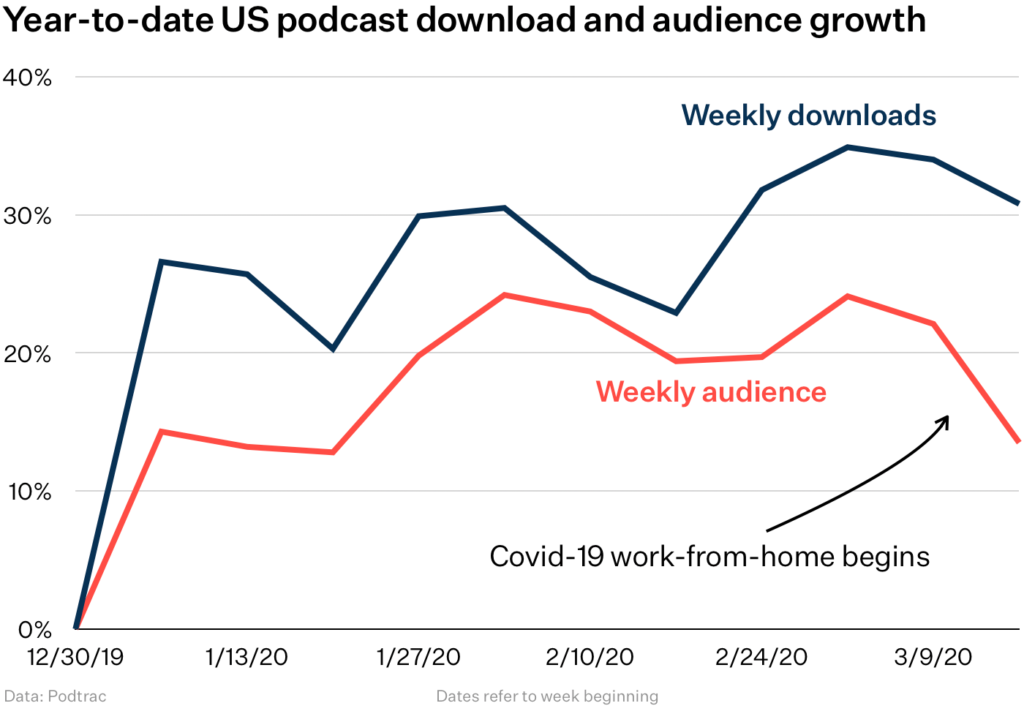 Year-to-date US podcast download and audience growth
40%
Weekly downloads
30%
20%
Weekly audience
10%
Covid-19 work-from-home begins
0%
12/30/19 1/13/20 1/27/20 2/10/20 2/24/20 3/9/20
Data: Podtrac Dates refer to week beginning